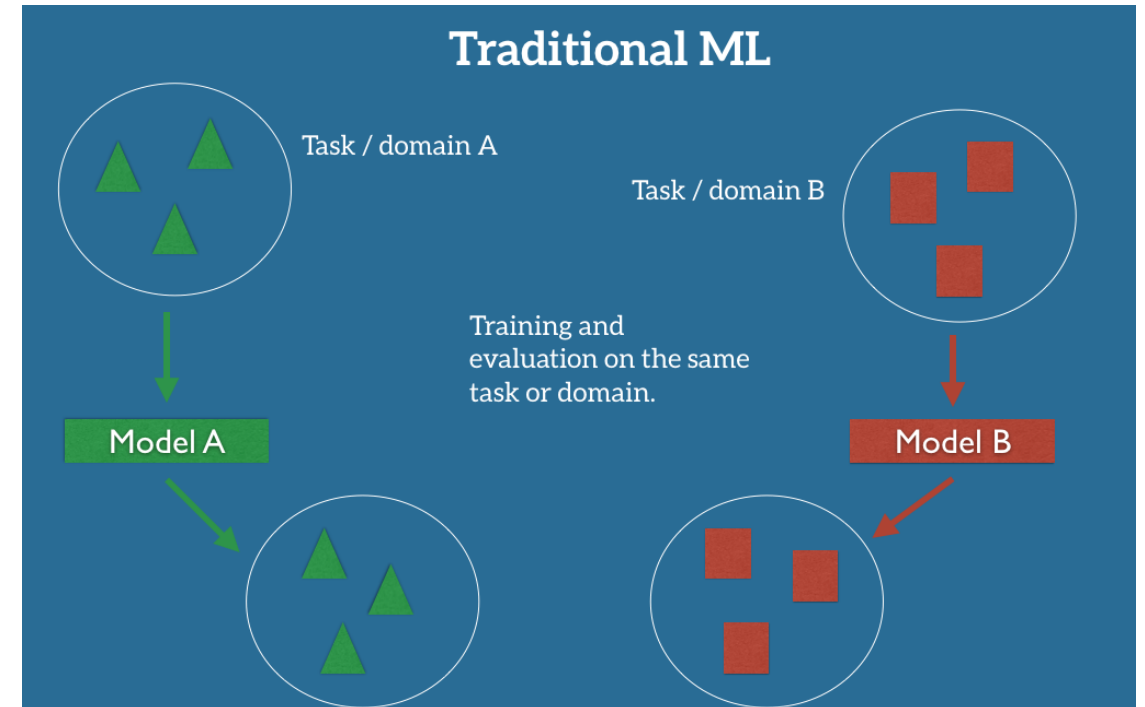 Traditional ML
Task / domain A
Task / domain B
Training and
evaluation on the same
task or domain.
Model A
Model B